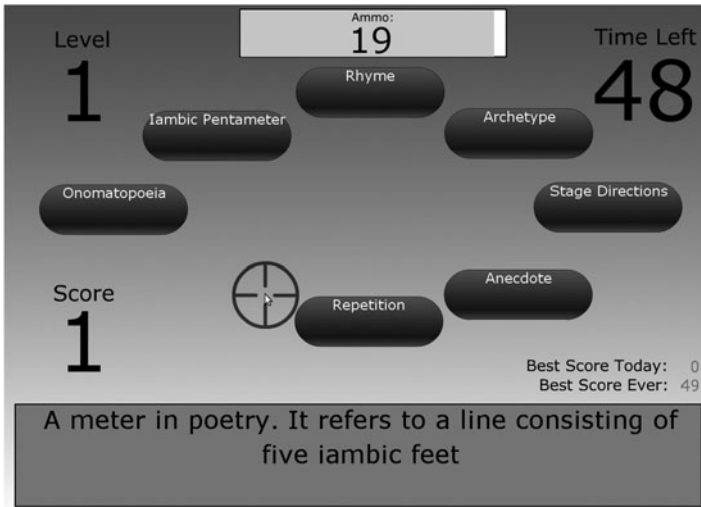 Ammo:
19
Level
1
Time Left
48
Rhyme
Iambic Pentameter
Archetype
Onomatopoeia
Stage Directions
Anecdote
Repetition
Score
1
Best Score Today: 0
Best Score Ever: 49
A meter in poetry. It refers to a line consisting of
five iambic feet